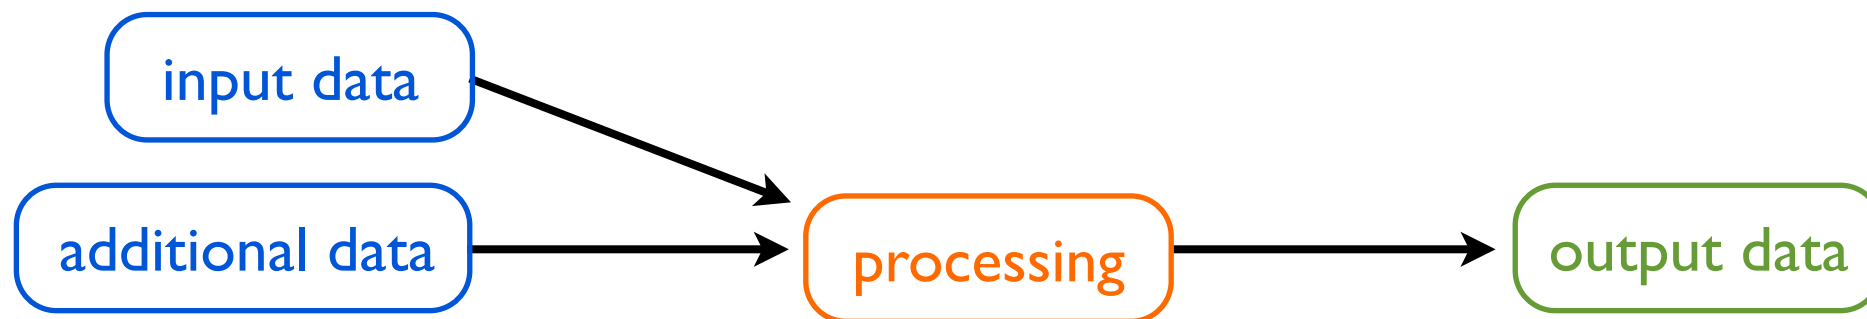 input data
additional data
processing
output data